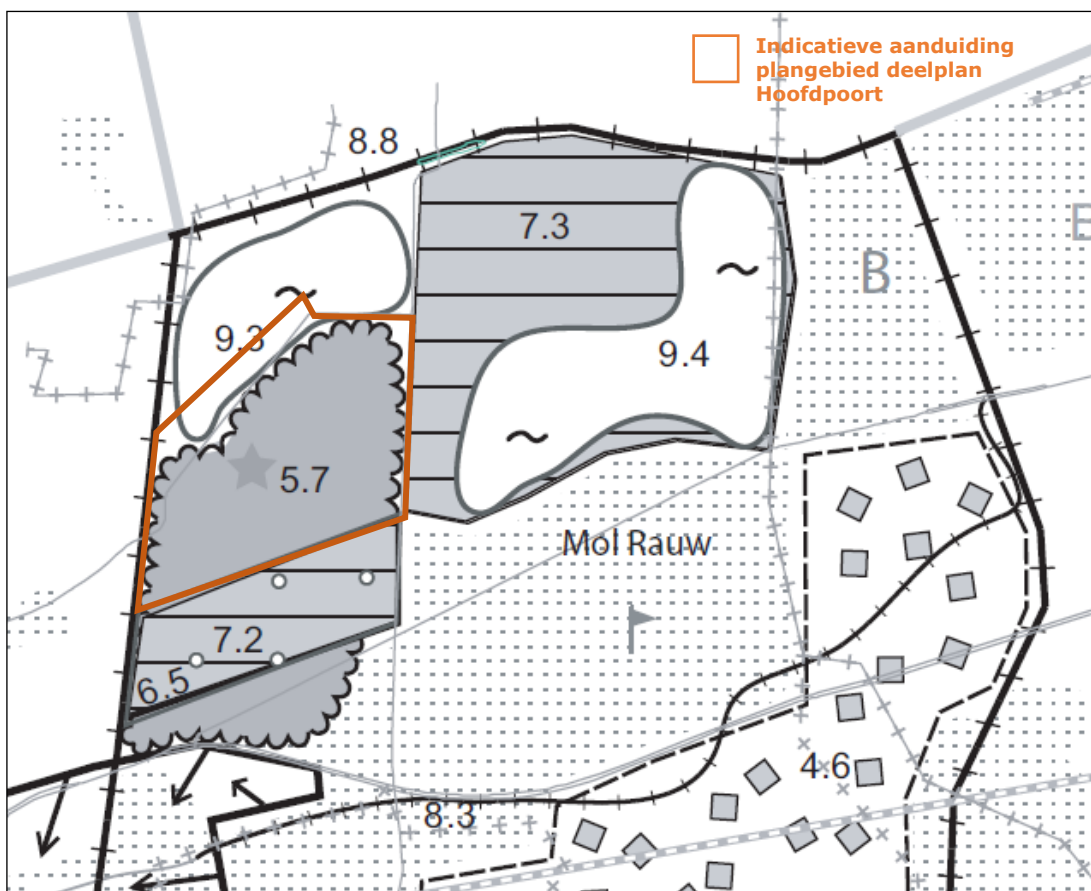 Indicatieve aanduiding
plangebied deelplan
Hoofdpoort
8.8
7.3
B
9.3
9.4
5.7
Mol Rauw
7.2
6.5
4.6
8.3